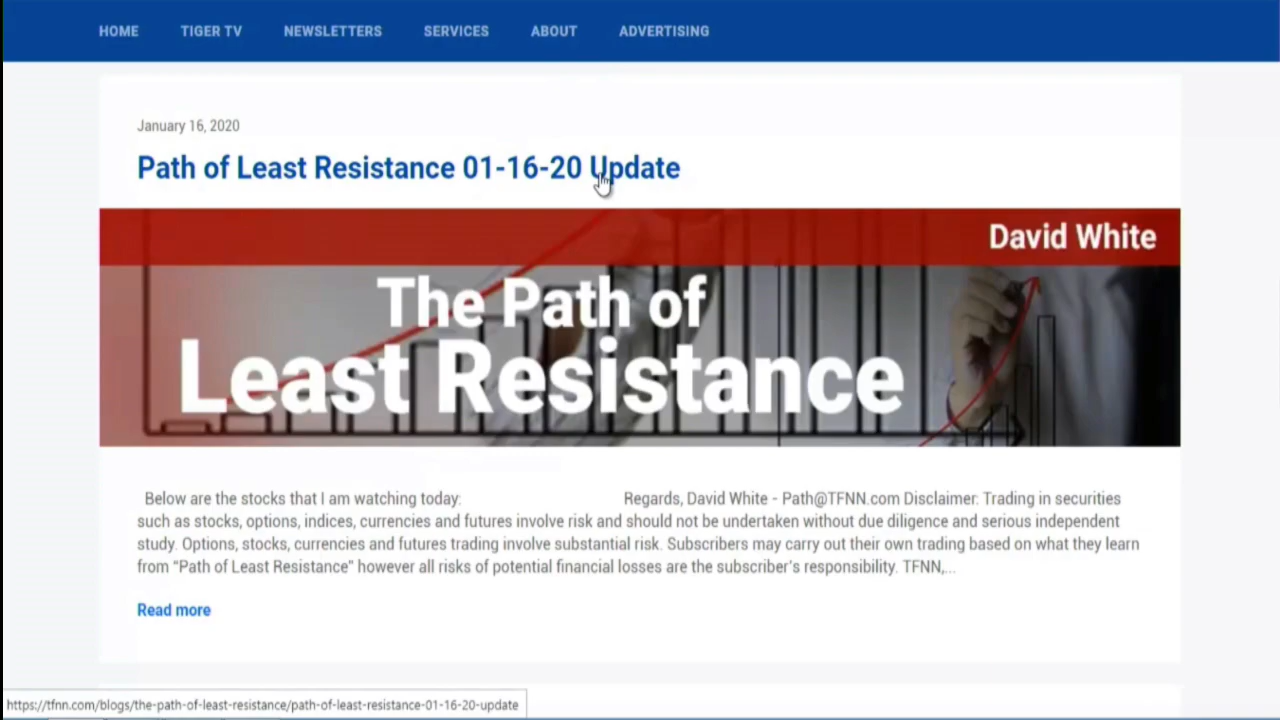 HOME TIGER TV NEWSLETTERS SERVICES ABOUT ADVERTISING
January 16, 2020
Path of Least Resistance 01-16-20 Update
David White
The Path of
Least Resistance
Below are the stocks that I am watching today: Regards, David White - Path@TFNN.com Disclaimer: Trading in securities
such as stocks, options, indices, currencies and futures involve risk and should not be undertaken without due diligence and serious independent
study. Options, stocks, currencies and futures trading involve substantial risk. Subscribers may carry out their own trading based on what they learn
from “Path of Least Resistance” however all risks of potential financial losses are the subscriber’s responsibility. TFNN,...
Read more
https://tfnn.com/blogs/the-path-of-least-resistance/path-of-least-resistance-01-16-20-update